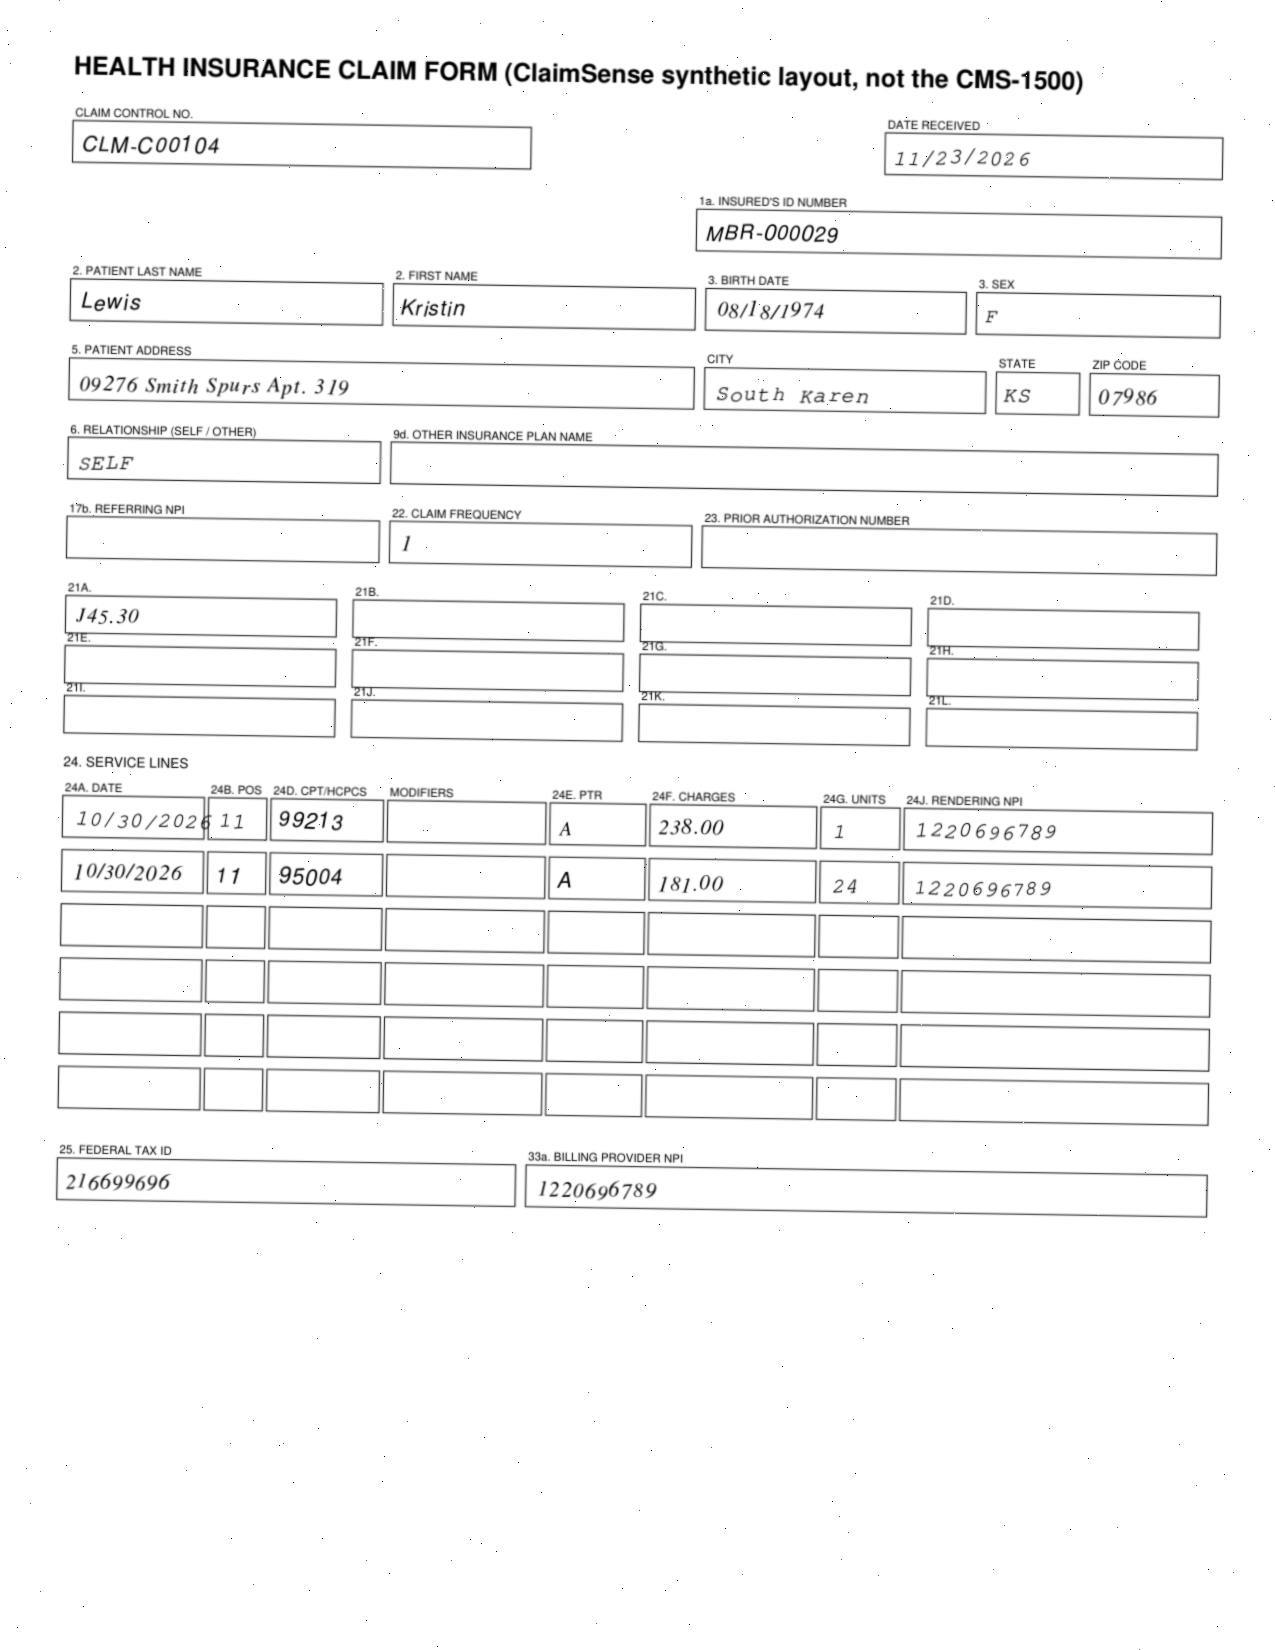 HEALTH INSURANCE CLAIM FORM (ClaimSense synthetic layout, not the CMS-1500)
CLAIM CONTROL NO.
CLM-C00104
DATE RECEIVED
11/23/2026
1a. INSURED'S ID NUMBER
MBR-000029
2. PATIENT LAST NAME 2. FIRST NAME 3. BIRTH DATE 3. SEX
Lewis Kristin 08/18/1974 F
5. PATIENT ADDRESS CITY STATE ZIP CODE
09276 Smith Spurs Apt. 319 South Karen KS 07986
6. RELATIONSHIP (SELF / OTHER) 9d. OTHER INSURANCE PLAN NAME
SELF
17b. REFERRING NPI 22. CLAIM FREQUENCY 23. PRIOR AUTHORIZATION NUMBER
1
21A. 21B. 21C. 21D.
J45.30
21E. 21F. 21G. 21H.
21I. 21J. 21K. 21L.
24. SERVICE LINES
24A. DATE 24B. POS 24D. CPT/HCPCS MODIFIERS 24E. PTR 24F. CHARGES 24G. UNITS 24J. RENDERING NPI
10/30/2026 11 99213 A 238.00 1 1220696789
10/30/2026 11 95004 A 181.00 24 1220696789
25. FEDERAL TAX ID 33a. BILLING PROVIDER NPI
216699696 1220696789